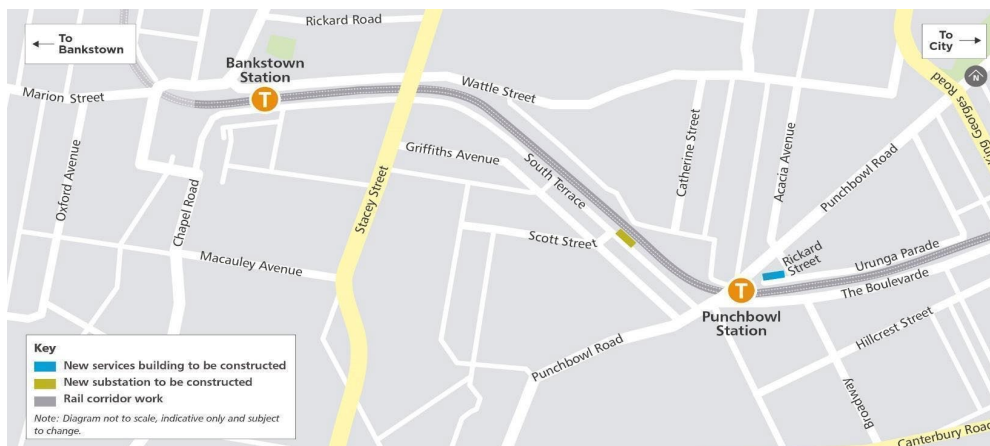 To
Bankstown
Rickard Road
To
City
Bankstown
Station
N
Marion Street
T
Wattle Street
King Georges Road
Griffiths Avenue
South Terrace
Catherine Street
Acacia Avenue
Punchbowl Road
Oxford Avenue
Chapel Road
Stacey Street
Scott Street
Macauley Avenue
Rickard
Street
Urunga Parade
T
The Boulevarde
Punchbowl
Station
Hillcrest Street
Punchbowl Road
Broadway
Canterbury Road
Key
New services building to be constructed
New substation to be constructed
Rail corridor work
Note: Diagram not to scale, indicative only and subject
to change.